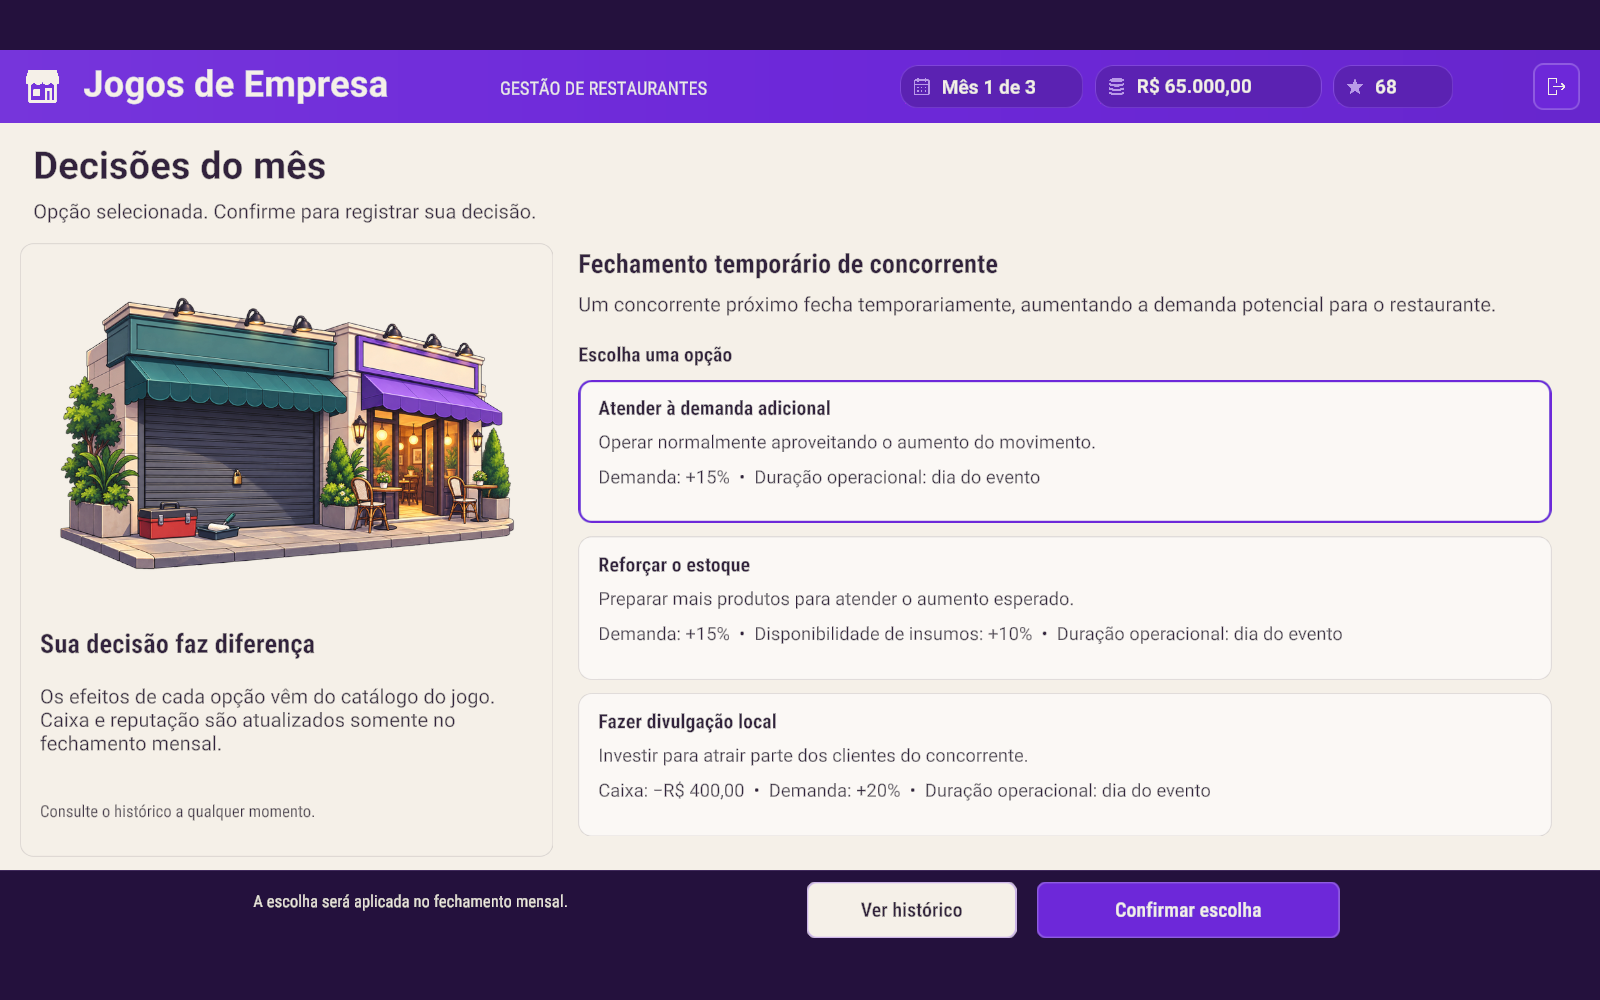 Jogos de Empresa
GESTÃO DE RESTAURANTES
Mês 1 de 3
R$ 65.000,00
68
Decisões do mês
Opção selecionada. Confirme para registrar sua decisão.
Sua decisão faz diferença
Os efeitos de cada opção vêm do catálogo do jogo.
Caixa e reputação são atualizados somente no
fechamento mensal.
Consulte o histórico a qualquer momento.
Fechamento temporário de concorrente
Um concorrente próximo fecha temporariamente, aumentando a demanda potencial para o restaurante.
Escolha uma opção
Atender à demanda adicional
Operar normalmente aproveitando o aumento do movimento.
Demanda: +15% • Duração operacional: dia do evento
Reforçar o estoque
Preparar mais produtos para atender o aumento esperado.
Demanda: +15% • Disponibilidade de insumos: +10% • Duração operacional: dia do evento
Fazer divulgação local
Investir para atrair parte dos clientes do concorrente.
Caixa: −R$ 400,00 • Demanda: +20% • Duração operacional: dia do evento
A escolha será aplicada no fechamento mensal.
Ver histórico
Confirmar escolha